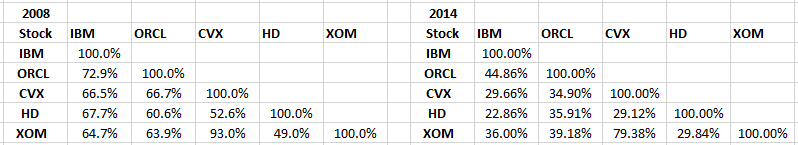 2008 2014
Stock IBM ORCL CVX HD XOM Stock IBM ORCL CVX HD XOM
IBM 100.0% IBM 100.00%
ORCL 72.9% 100.0% ORCL 44.86% 100.00%
CVX 66.5% 66.7% 100.0% CVX 29.66% 34.90% 100.00%
HD 67.7% 60.6% 52.6% 100.0% HD 22.86% 35.91% 29.12% 100.00%
XOM 64.7% 63.9% 93.0% 49.0% 100.0% XOM 36.00% 39.18% 79.38% 29.84% 100.00%